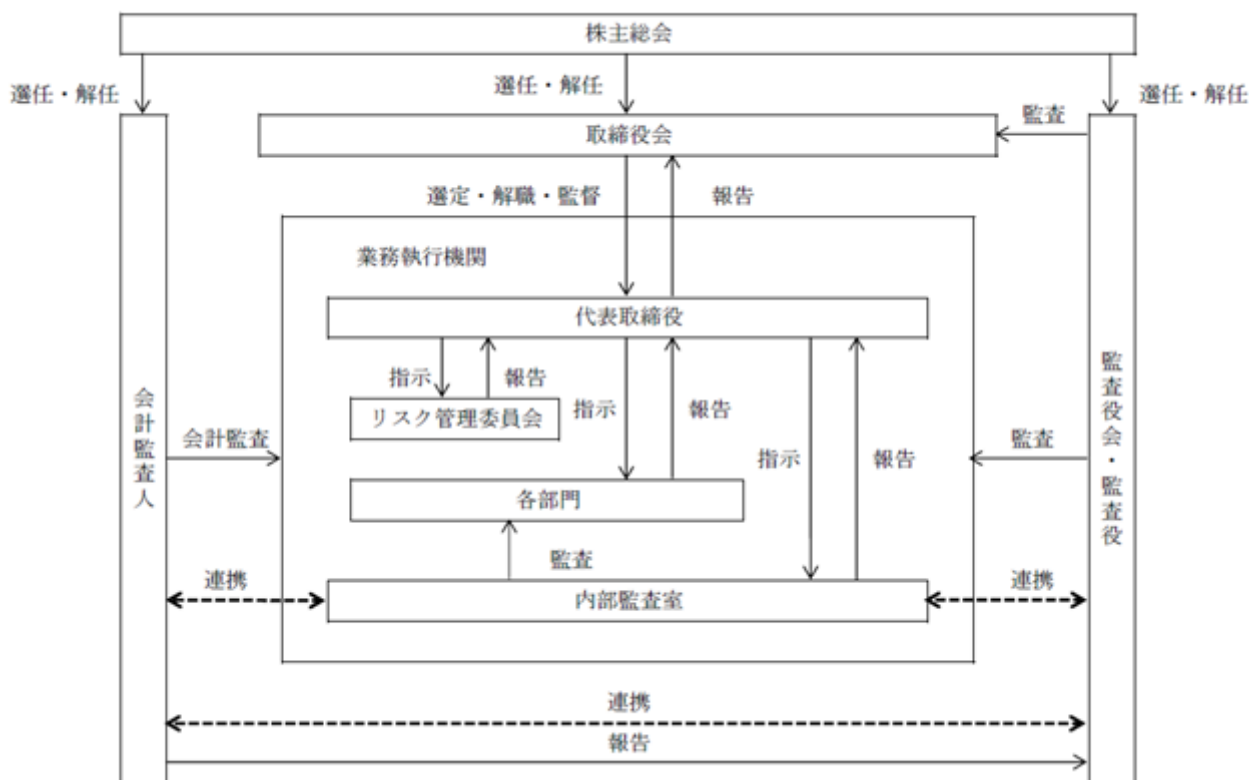 株主総会
選任・解任
選任・解任
選任・解任
取締役会
監査
選定・解職・監督
報告
業務執行機関
代表取締役
指示
報告
リスク管理委員会
指示
報告
指示
報告
会計監査人
会計監査
監査
監査役会・監査役
各部門
監査
連携
内部監査室
連携
連携
報告